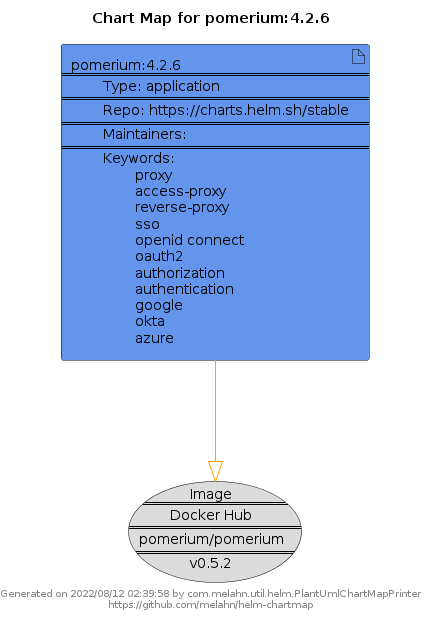 Chart Map for pomerium:4.2.6
pomerium:4.2.6
Type: application
Repo: https://charts.helm.sh/stable
Maintainers:
Keywords:
proxy
access-proxy
reverse-proxy
sso
openid connect
oauth2
authorization
authentication
google
okta
azure
Image
Docker Hub
pomerium/pomerium
v0.5.2
Generated on 2022/08/12 02:39:58 by com.melahn.util.helm.PlantUmlChartMapPrinter
https://github.com/melahn/helm-chartmap